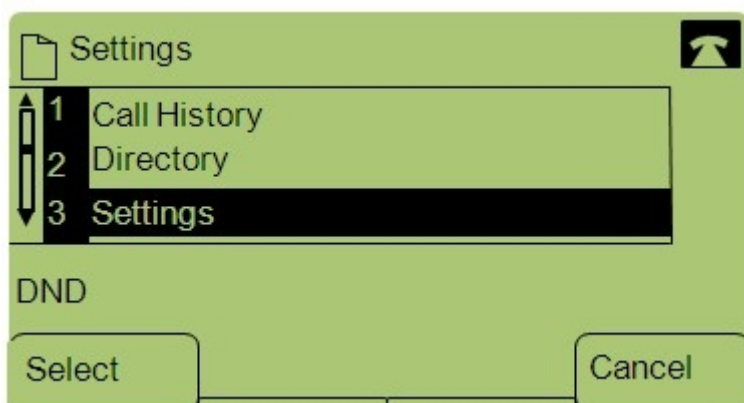 Settings
1 Call History
2 Directory
3 Settings
DND
Select Cancel